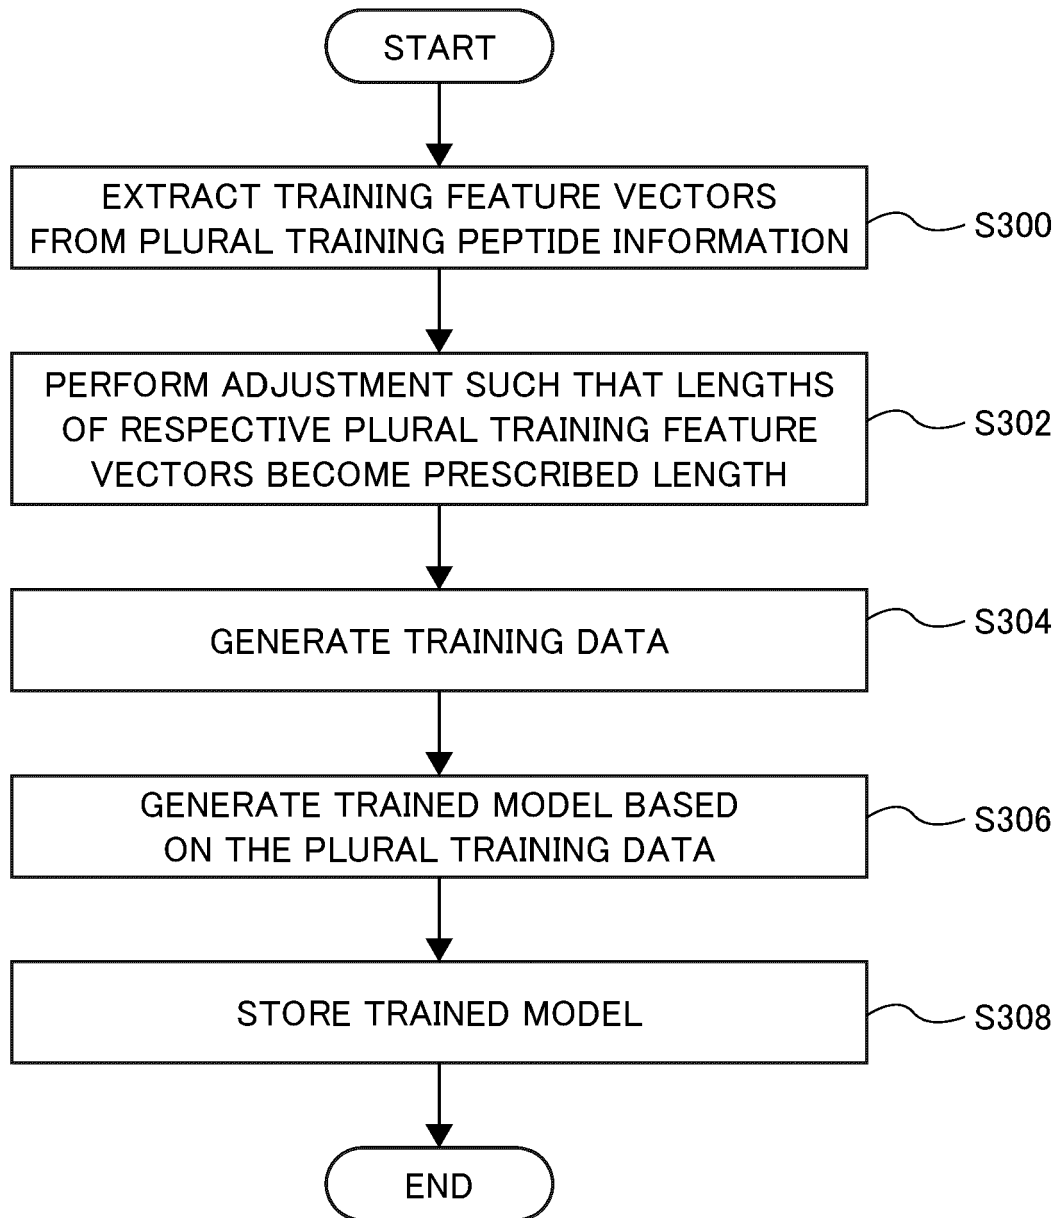 START
EXTRACT TRAINING FEATURE VECTORS
FROM PLURAL TRAINING PEPTIDE INFORMATION
S300
PERFORM ADJUSTMENT SUCH THAT LENGTHS
OF RESPECTIVE PLURAL TRAINING FEATURE
VECTORS BECOME PRESCRIBED LENGTH
S302
GENERATE TRAINING DATA
S304
GENERATE TRAINED MODEL BASED
ON THE PLURAL TRAINING DATA
S306
STORE TRAINED MODEL
S308
END